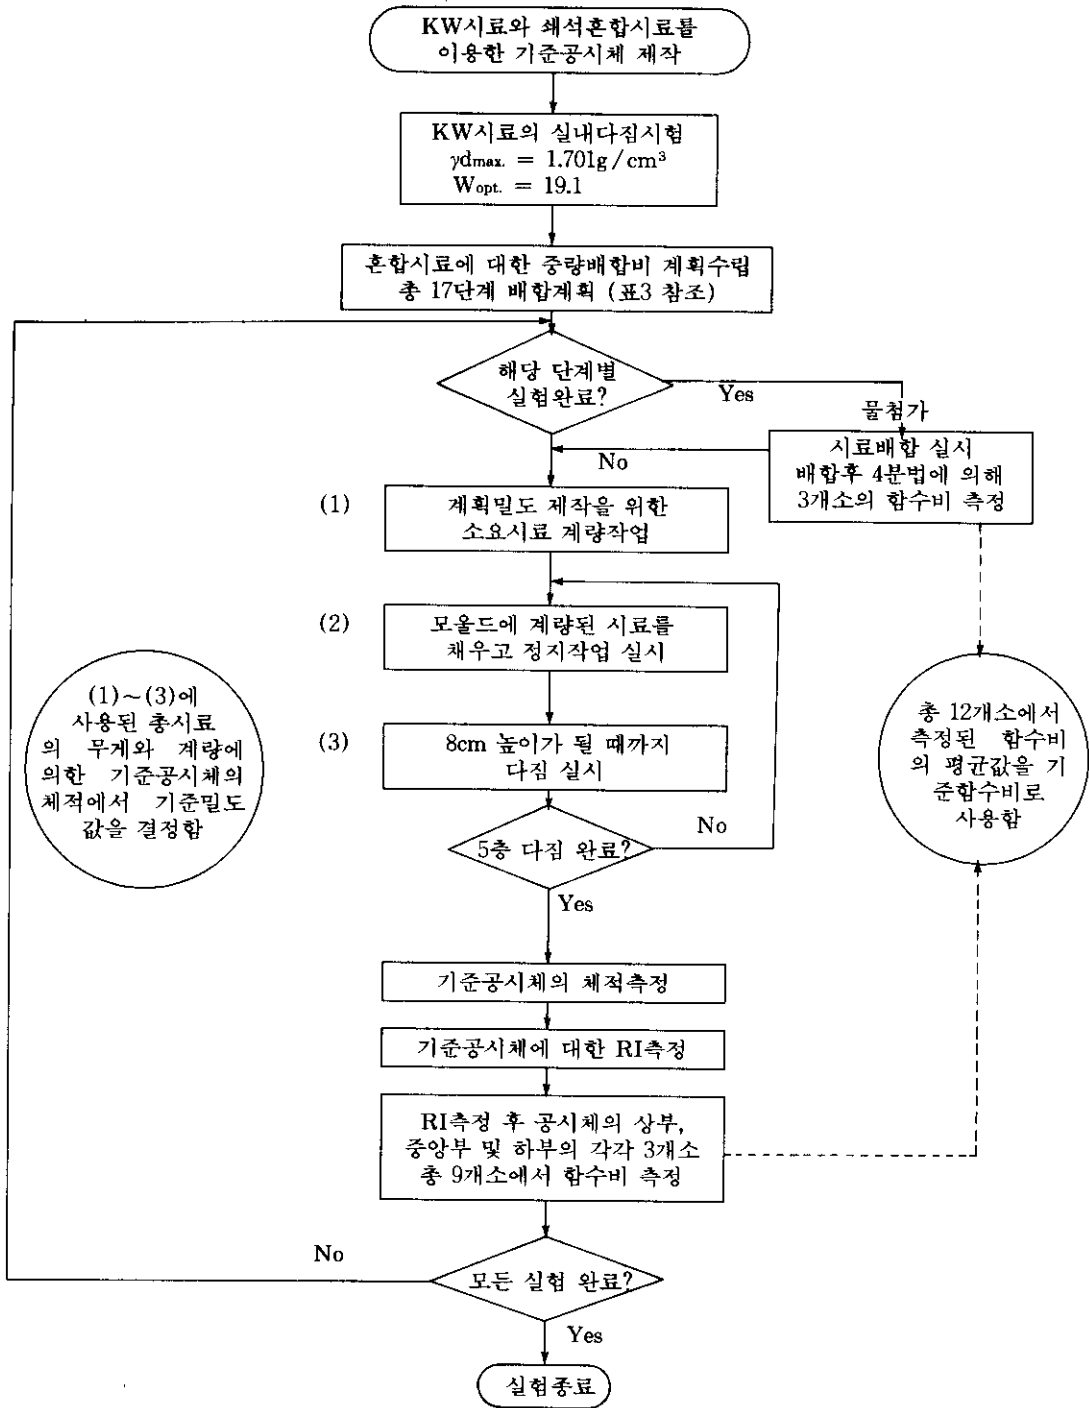 KW시료와 쇄석혼합시료를
이용한 기준공시체 제작
KW시료의 실내다짐시험
γdmax. = 1.701g/cm³
Wopt. = 19.1
혼합시료에 대한 중량배합비 계획수립
총 17단계 배합계획 (표3 참조)
해당 단계별
실험완료?
Yes
물첨가
시료배합 실시
배합후 4분법에 의해
3개소의 함수비 측정
No
(1)
계획밀도 제작을 위한
소요시료 계량작업
(2)
모울드에 계량된 시료를
채우고 정지작업 실시
(3)
8cm 높이가 될 때까지
다짐 실시
(1)~(3)에
사용된 총시료
의 무게와 계량에
의한 기준공시체의
체적에서 기준밀도
값을 결정함
총 12개소에서
측정된 함수비
의 평균값을 기
준함수비로
사용함
5층 다짐 완료?
No
Yes
기준공시체의 체적측정
기준공시체에 대한 RI측정
RI측정 후 공시체의 상부,
중앙부 및 하부의 각각 3개소
총 9개소에서 함수비 측정
모든 실험 완료?
No
Yes
실험종료